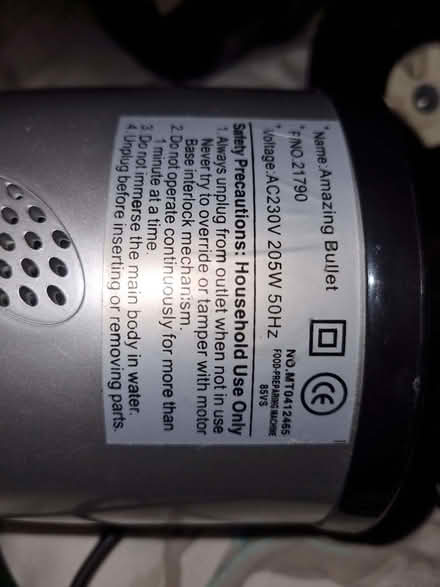 * Name:Amazing Bullet
* F/NO.21790
* Voltage:AC230V 205W 50Hz
CE
NO.MT0412465
FOOD-PREPARING MACHINE
85VS
Safety Precautions: Household Use Only
1. Always unplug from outlet when not in use
Never try to override or tamper with motor
Base interlock mechanism.
2. Do not operate continuously for more than
1 minute at a time.
3. Do not immerse the main body in water.
4. Unplug before inserting or removing parts.